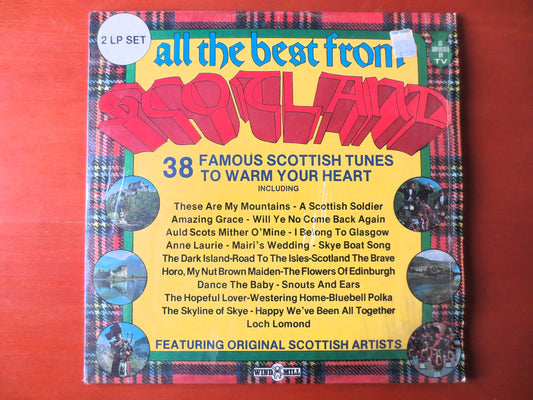 2 LP SET
all the best from
AS ADVERTISED ON
TV
SCOTLAND
38 FAMOUS SCOTTISH TUNES
TO WARM YOUR HEART
INCLUDING
These Are My Mountains - A Scottish Soldier
Amazing Grace - Will Ye No Come Back Again
Auld Scots Mither O'Mine - I Belong To Glasgow
Anne Laurie - Mairi's Wedding - Skye Boat Song
The Dark Island-Road To The Isles-Scotland The Brave
Horo, My Nut Brown Maiden-The Flowers Of Edinburgh
Dance The Baby - Snouts And Ears
The Hopeful Lover-Westering Home-Bluebell Polka
The Skyline of Skye - Happy We've Been All Together
Loch Lomond
FEATURING ORIGINAL SCOTTISH ARTISTS
WINDMILL